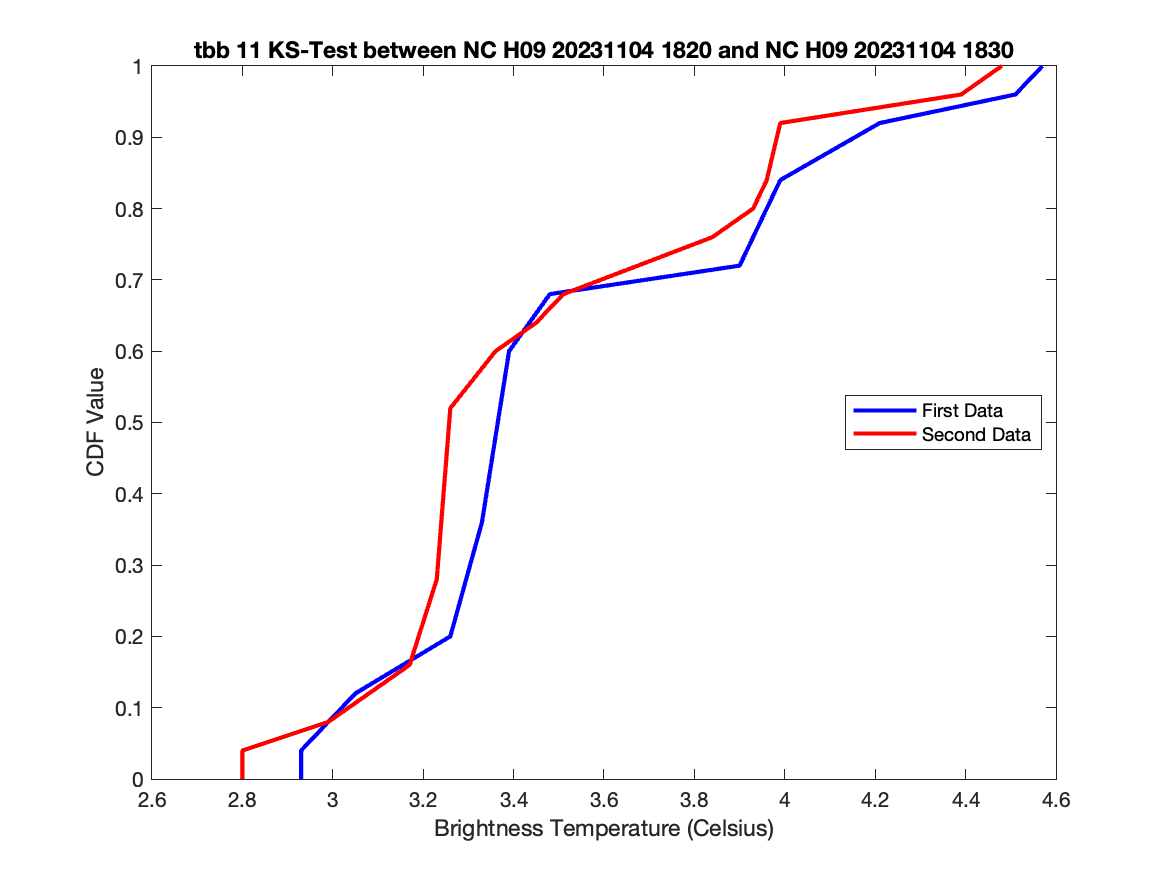 tbb 11 KS-Test between NC H09 20231104 1820 and NC H09 20231104 1830
1
0.9
0.8
0.7
0.6
0.5
0.4
0.3
0.2
0.1
0
CDF Value
First Data
Second Data
2.6 2.8 3 3.2 3.4 3.6 3.8 4 4.2 4.4 4.6
Brightness Temperature (Celsius)